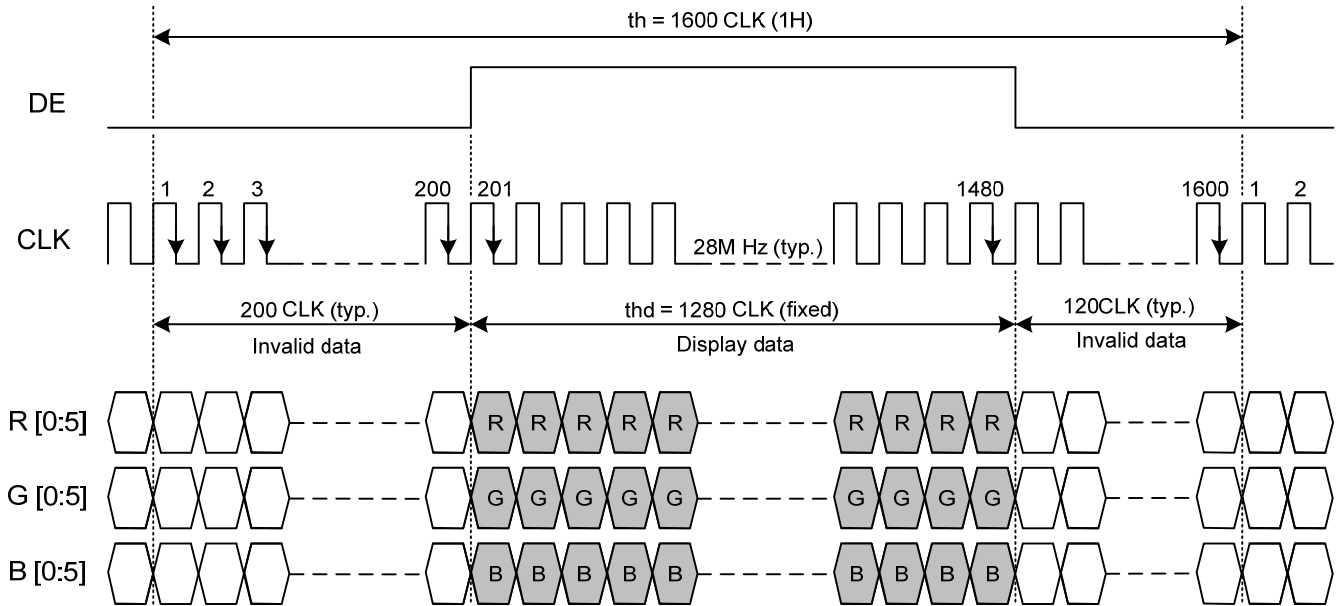 th = 1600 CLK (1H)
DE
1 2 3 200 201 1480 1600 1 2
CLK
28M Hz (typ.)
200 CLK (typ.) thd = 1280 CLK (fixed) 120CLK (typ.)
Invalid data Display data Invalid data
R [0:5] R R R R R R R R R
G [0:5] G G G G G G G G G
B [0:5] B B B B B B B B B